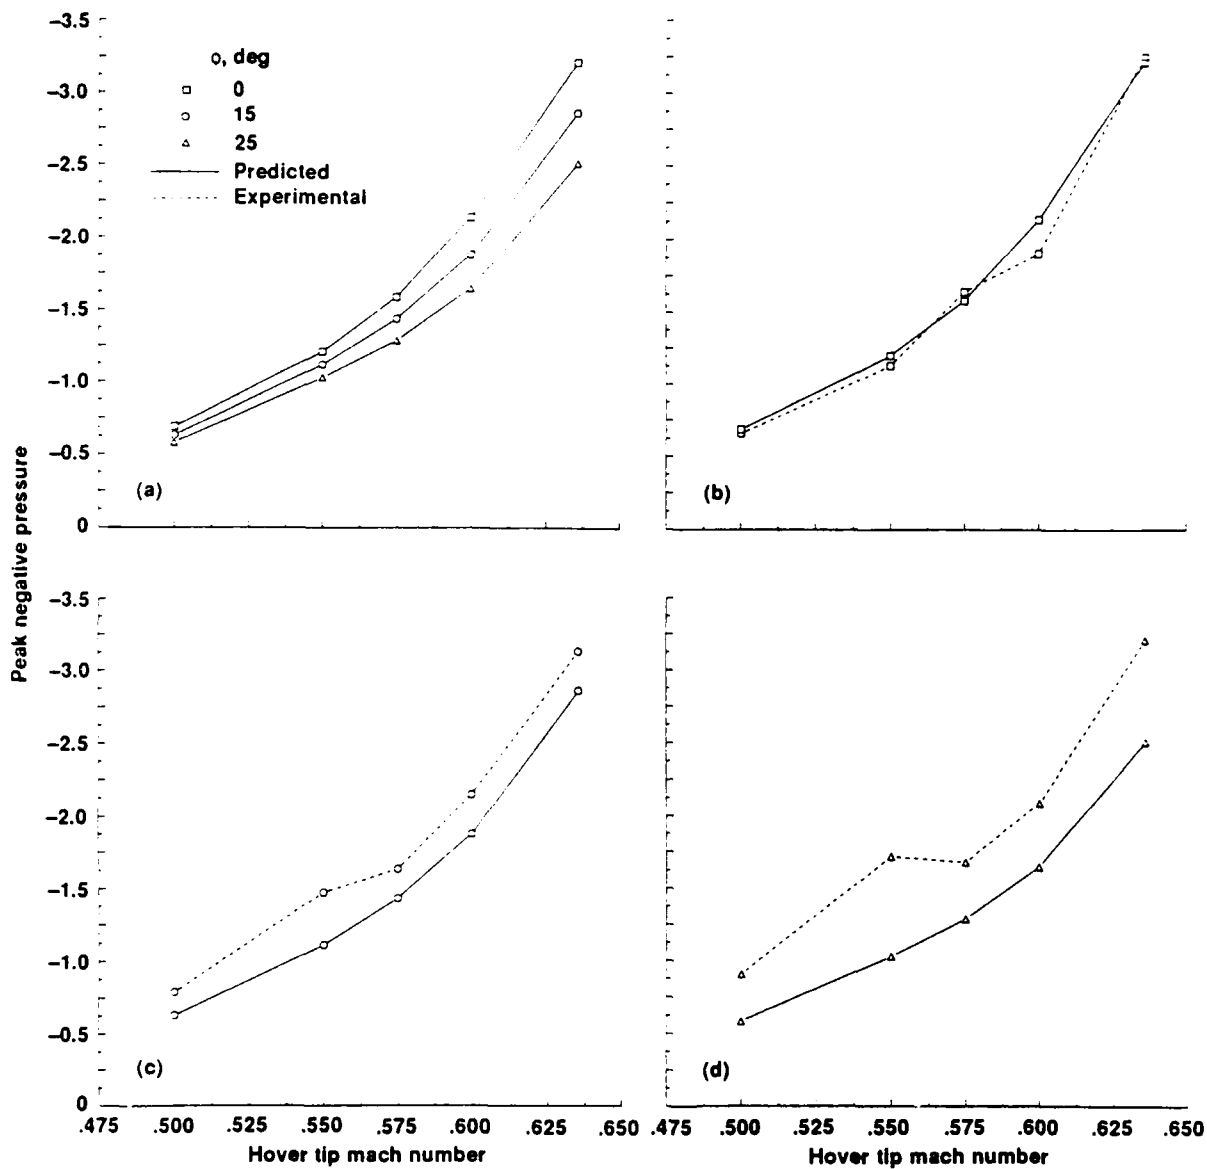 −3.5
o, deg
0
15
25
Predicted
Experimental
−3.0
−2.5
−2.0
−1.5
−1.0
−0.5
0
(a)
(b)
Peak negative pressure
−3.5
−3.0
−2.5
−2.0
−1.5
−1.0
−0.5
0
(c)
(d)
.475 .500 .525 .550 .575 .600 .625 .650
Hover tip mach number
.475 .500 .525 .550 .575 .600 .625 .650
Hover tip mach number